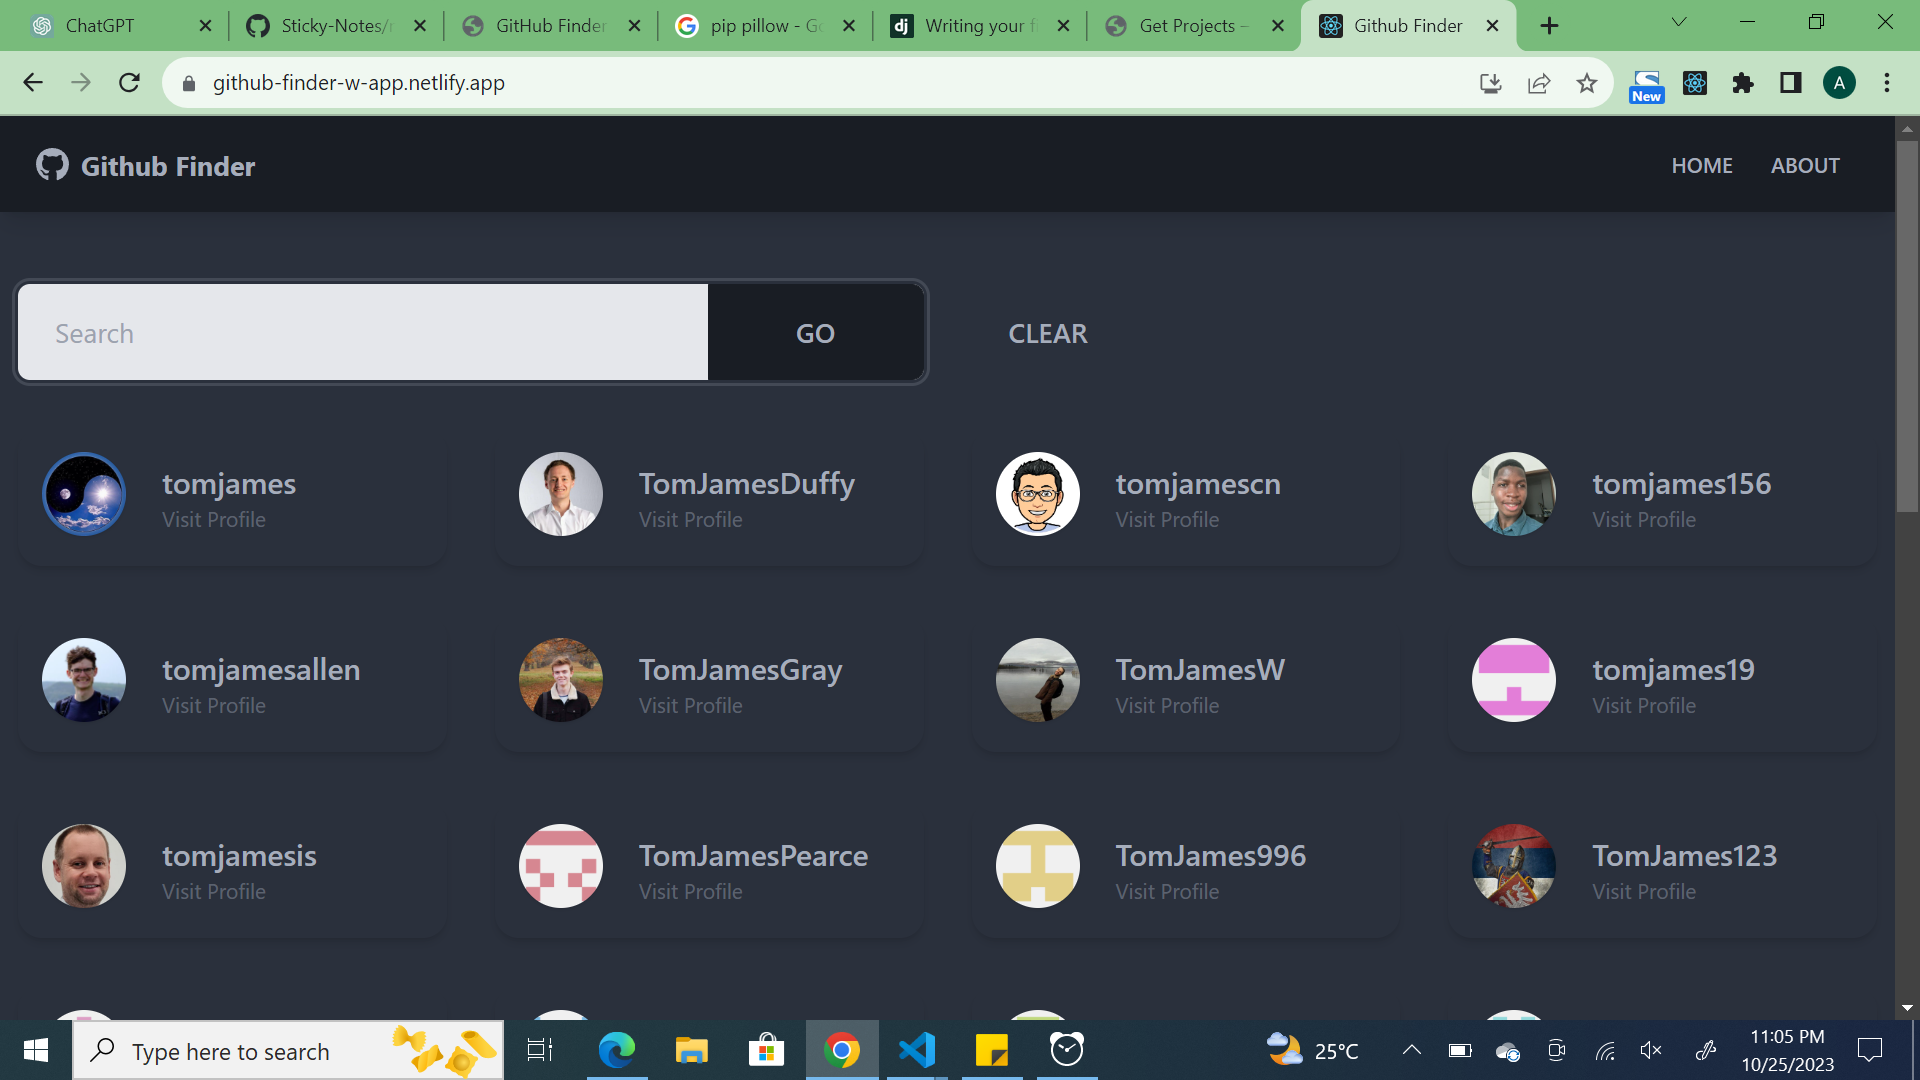 ChatGPT
Sticky-Notes/r
GitHub Finder
pip pillow - Go
Writing your fi
Get Projects –
Github Finder
github-finder-w-app.netlify.app
New
A
Github Finder
HOME
ABOUT
Search
GO
CLEAR
tomjames
Visit Profile
TomJamesDuffy
Visit Profile
tomjamescn
Visit Profile
tomjames156
Visit Profile
tomjamesallen
Visit Profile
TomJamesGray
Visit Profile
TomJamesW
Visit Profile
tomjames19
Visit Profile
tomjamesis
Visit Profile
TomJamesPearce
Visit Profile
TomJames996
Visit Profile
TomJames123
Visit Profile
Type here to search
25°C
11:05 PM
10/25/2023